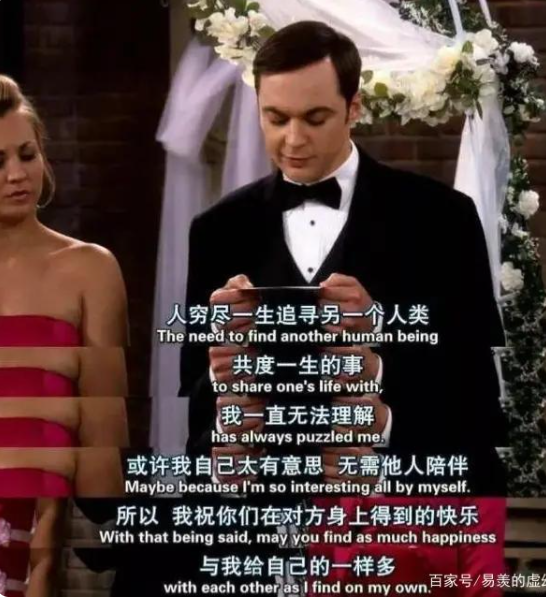 人穷尽一生追寻另一个人类
The need to find another human being
共度一生的事
to share one's life with,
我一直无法理解
has always puzzled me.
或许我自己太有意思 无需他人陪伴
Maybe because I'm so interesting all by myself.
所以 我祝你们在对方身上得到的快乐
With that being said, may you find as much happiness
与我给自己的一样多
with each other as I find on my own.
百家号/易羡的虚幻